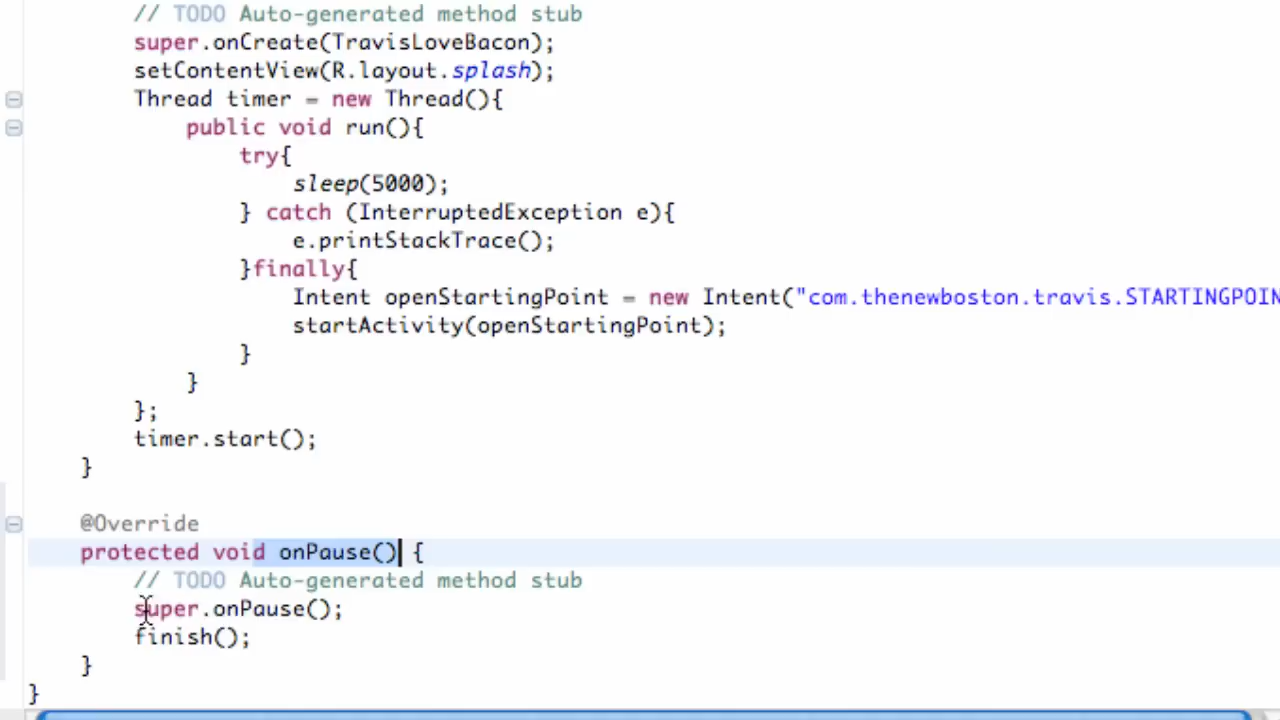 // TODO Auto-generated method stub
super.onCreate(TravisLoveBacon);
setContentView(R.layout.splash);
Thread timer = new Thread(){
public void run(){
try{
sleep(5000);
} catch (InterruptedException e){
e.printStackTrace();
}finally{
Intent openStartingPoint = new Intent("com.thenewboston.travis.STARTINGPOIN
startActivity(openStartingPoint);
}
}
};
timer.start();
}
@Override
protected void onPause() {
// TODO Auto-generated method stub
super.onPause();
finish();
}
}